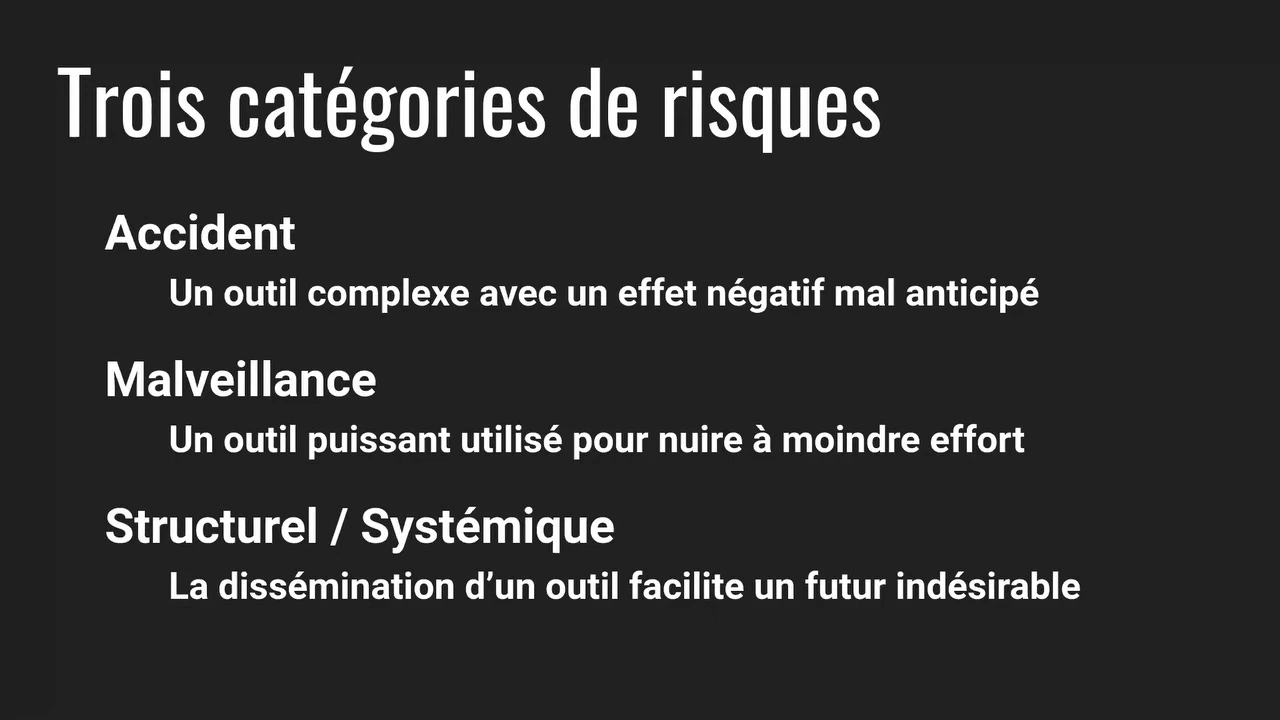 Trois catégories de risques
Accident
Un outil complexe avec un effet négatif mal anticipé
Malveillance
Un outil puissant utilisé pour nuire à moindre effort
Structurel / Systémique
La dissémination d’un outil facilite un futur indésirable